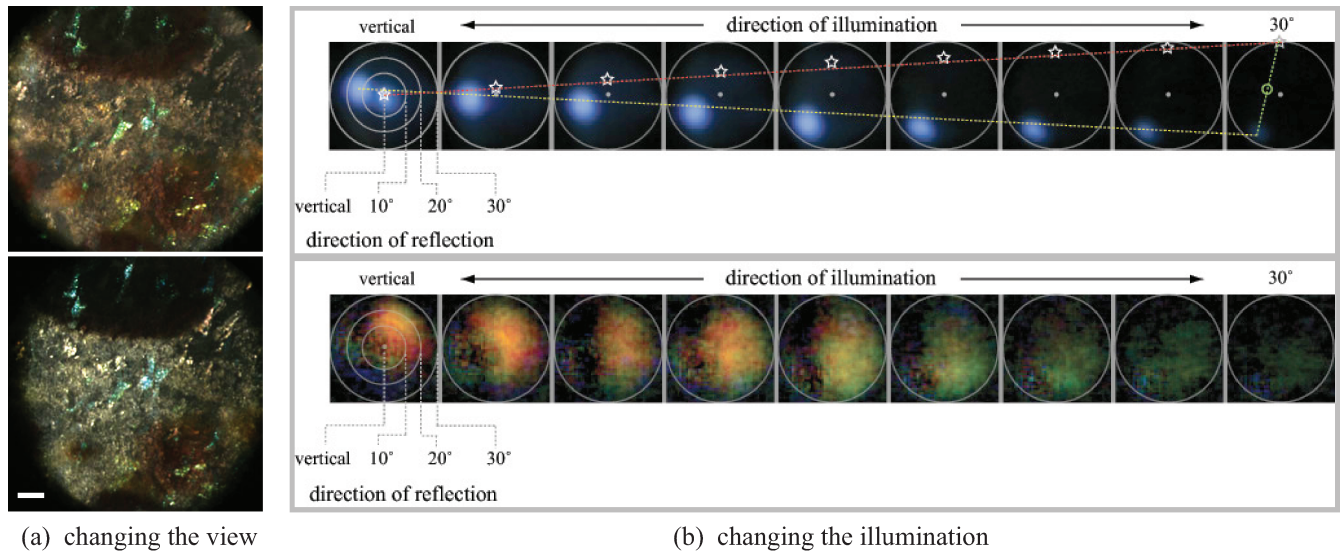 vertical direction of illumination 30°
vertical 10° 20° 30°
direction of reflection
vertical direction of illumination 30°
vertical 10° 20° 30°
direction of reflection
(a) changing the view
(b) changing the illumination